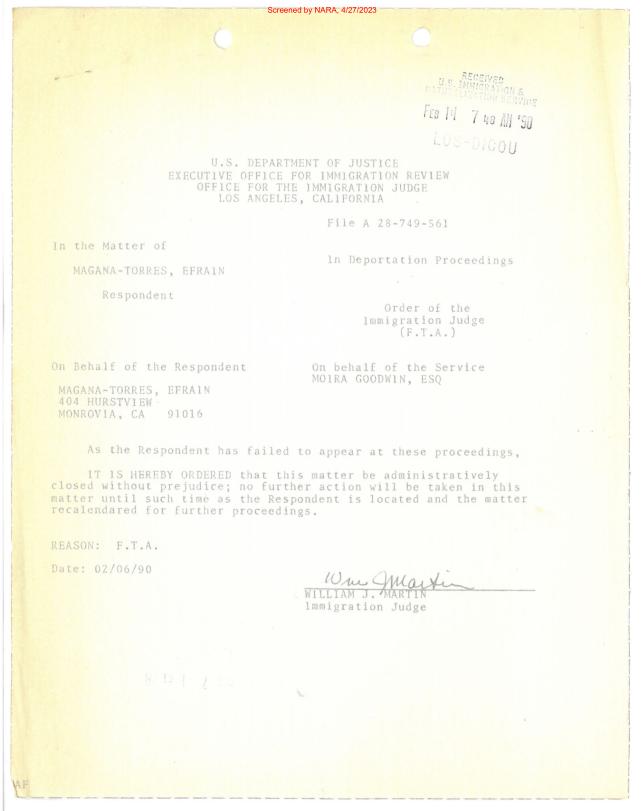 Screened by NARA, 4/27/2023
RECEIVED
U.S. IMMIGRATION &
NATURALIZATION SERVICE
FEB 7 48 AM '90
U.S. DEPARTMENT OF JUSTICE
EXECUTIVE OFFICE FOR IMMIGRATION REVIEW
OFFICE FOR THE IMMIGRATION JUDGE
LOS ANGELES, CALIFORNIA
File A 28-749-561
In the Matter of
In Deportation Proceedings
MAGANA-TORRES, EFRAIN
Respondent
Order of the
Immigration Judge
(F.T.A.)
On Behalf of the Respondent
On behalf of the Service
MOIRA GOODWIN, ESQ
MAGANA-TORRES, EFRAIN
404 HURSTVIEW
MONROVIA, CA 91016
As the Respondent has failed to appear at these proceedings,
IT IS HEREBY ORDERED that this matter be administratively
closed without prejudice; no further action will be taken in this
matter until such time as the Respondent is located and the matter
recalendared for further proceedings.
REASON: F.T.A.
Date: 02/06/90
Wm J Martin
WILLIAM J. MARTIN
Immigration Judge
AF